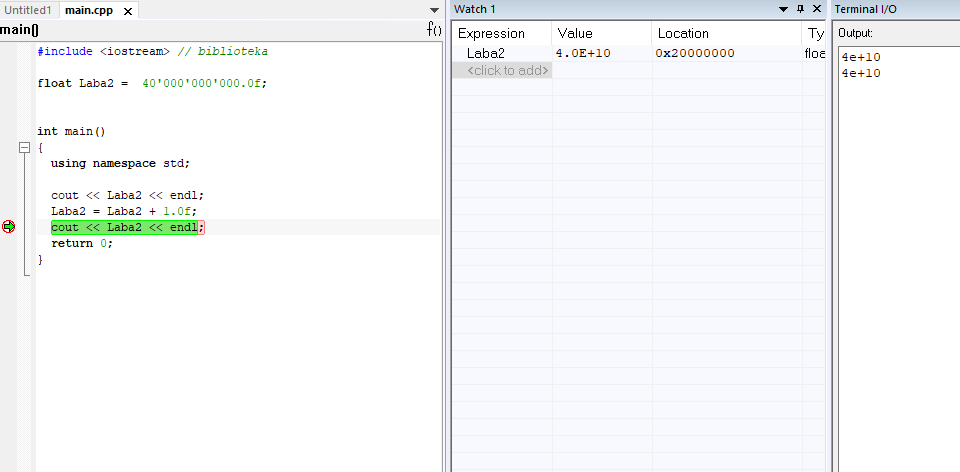 Untitled1 main.cpp
main() f()
#include <iostream> // biblioteka
float Laba2 = 40'000'000'000.0f;
int main()
{
using namespace std;
cout << Laba2 << endl;
Laba2 = Laba2 + 1.0f;
cout << Laba2 << endl;
return 0;
}
Watch 1
Expression Value Location Ty
Laba2 4.0E+10 0x20000000 floa
<click to add>
Terminal I/O
Output:
4e+10
4e+10